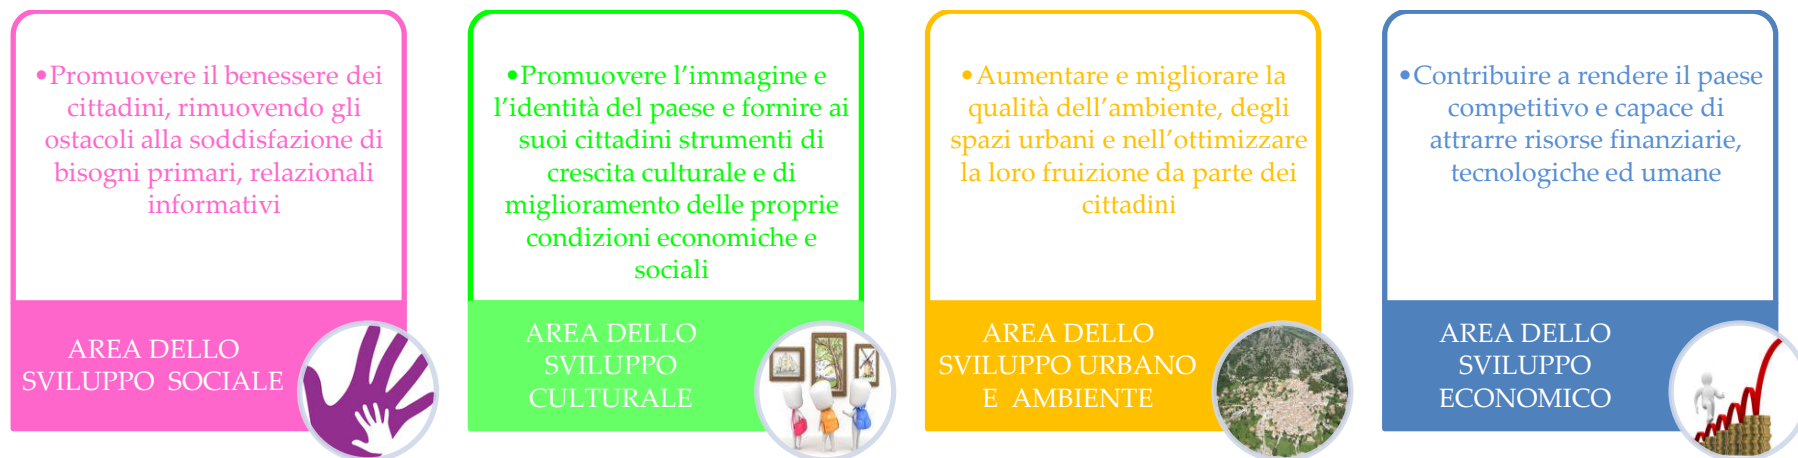 •Promuovere il benessere dei
cittadini, rimuovendo gli
ostacoli alla soddisfazione di
bisogni primari, relazionali
informativi
AREA DELLO
SVILUPPO SOCIALE
•Promuovere l’immagine e
l’identità del paese e fornire ai
suoi cittadini strumenti di
crescita culturale e di
miglioramento delle proprie
condizioni economiche e
sociali
AREA DELLO
SVILUPPO
CULTURALE
•Aumentare e migliorare la
qualità dell’ambiente, degli
spazi urbani e nell’ottimizzare
la loro fruizione da parte dei
cittadini
AREA DELLO
SVILUPPO URBANO
E AMBIENTE
•Contribuire a rendere il paese
competitivo e capace di
attrarre risorse finanziarie,
tecnologiche ed umane
AREA DELLO
SVILUPPO
ECONOMICO